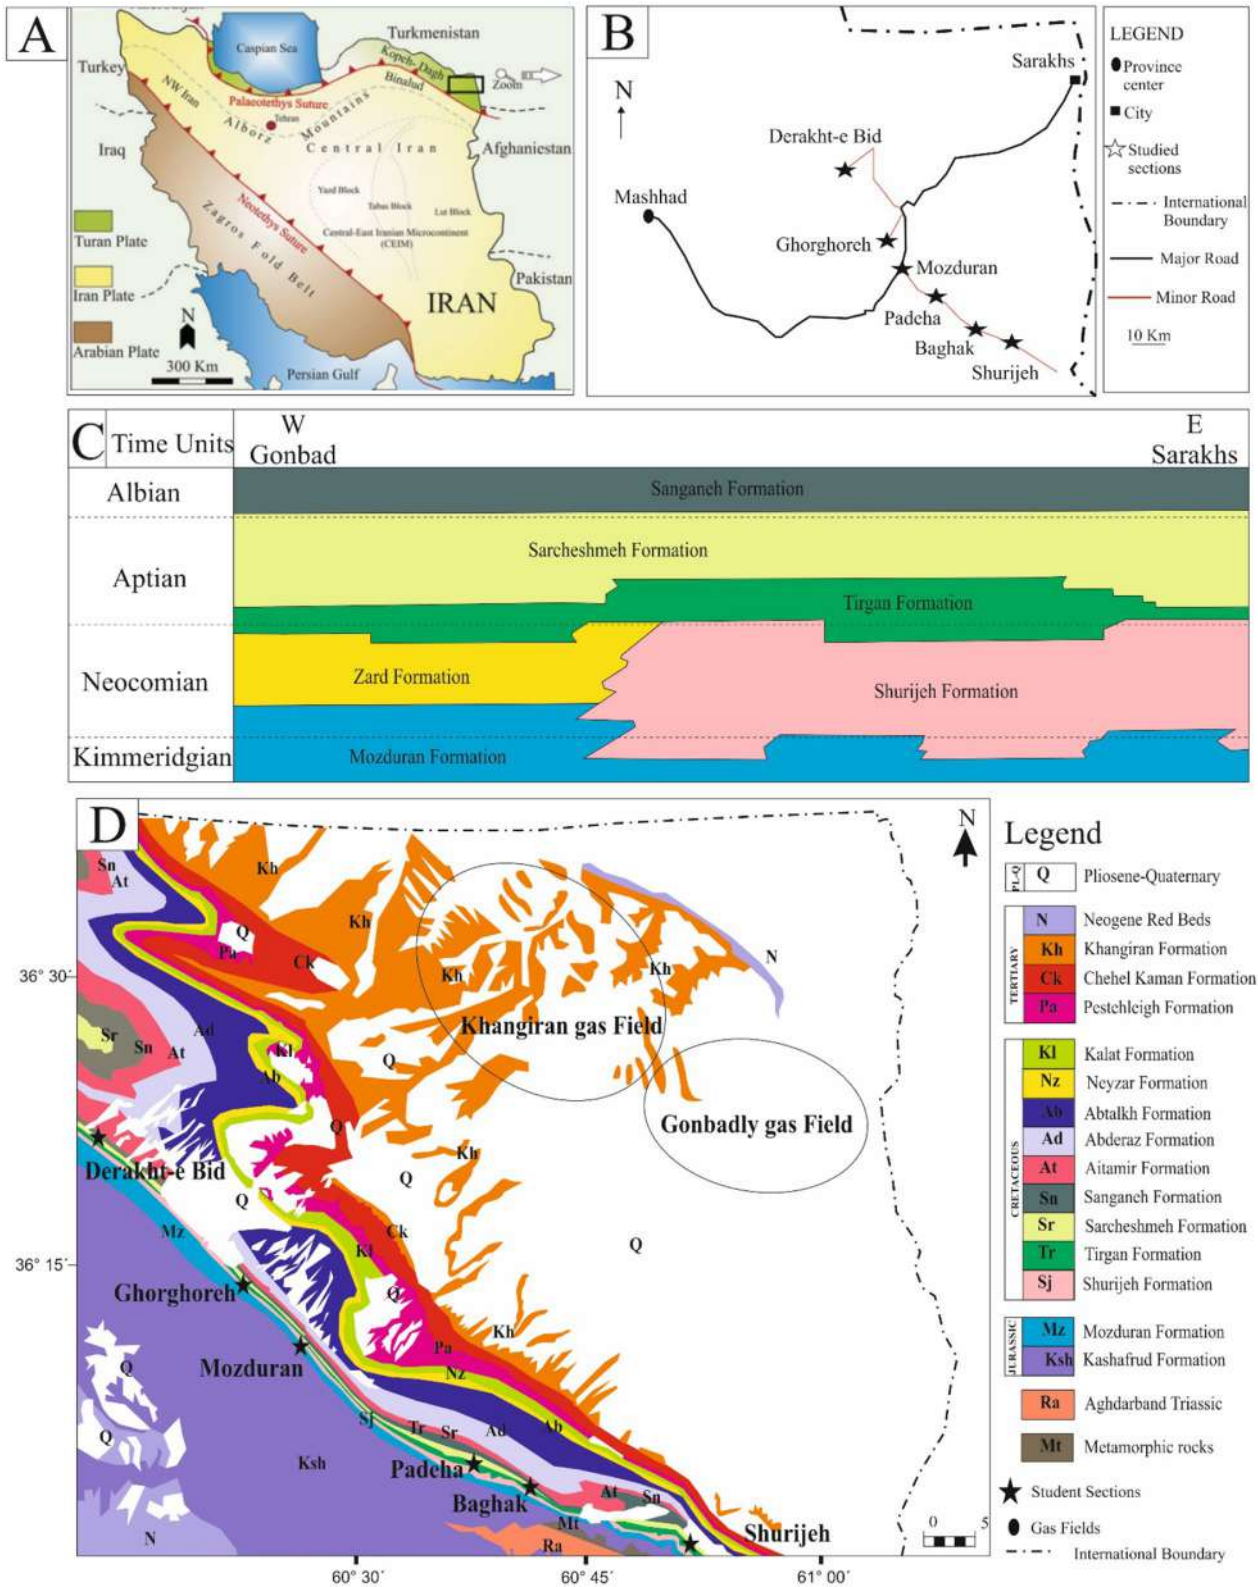 A
Caspian Sea
Turkmenistan
Turkey
Kopeh-Dagh
Binalud
Zoom
NW Iran
Palaeotethys Suture
Tehran
Alborz Mountains
Iraq
Central Iran
Afghaniestan
Yazd Block
Tabas Block
Lut Block
Neotethys Suture
Central-East Iranian Microcontinent
(CEIM)
Zagros Fold Belt
Turan Plate
Iran Plate
Arabian Plate
Pakistan
IRAN
N
300 Km
Persian Gulf
B
N
Sarakhs
Derakht-e Bid
Mashhad
Ghorghoreh
Mozduran
Padeha
Baghak
Shurijeh
LEGEND
Province
center
City
Studied
sections
International
Boundary
Major Road
Minor Road
10 Km
C
Time Units
W
Gonbad
E
Sarakhs
Albian
Sanganeh Formation
Aptian
Sarcheshmeh Formation
Tirgan Formation
Neocomian
Zard Formation
Shurijeh Formation
Kimmeridgian
Mozduran Formation
D
N
Sn
At
Kh
Kh
Q
Pa
Ck
Kh
Kh
N
36° 30´
Khangiran gas Field
Sr
Sn
At
Ad
Kl
Ab
Q
Gonbadly gas Field
Q
Derakht-e Bid
Kh
Q
Q
Mz
Ck
Kl
Q
36° 15´
Ghorghoreh
Q
Kh
Mozduran
Pa
Nz
Q
Sj
Tr
Sr
Ad
Ab
Q
Ksh
Padeha
Baghak
At
Sn
Mt
Shurijeh
N
Ra
0
5
60° 30´
60° 45´
61° 00´
Legend
PL-Q
Q
Pliosene-Quaternary
TERTIARY
N
Neogene Red Beds
Kh
Khangiran Formation
Ck
Chehel Kaman Formation
Pa
Pestehleigh Formation
CRETACEOUS
Kl
Kalat Formation
Nz
Neyzar Formation
Ab
Abtalkh Formation
Ad
Abderaz Formation
At
Aitamir Formation
Sn
Sanganeh Formation
Sr
Sarcheshmeh Formation
Tr
Tirgan Formation
Sj
Shurijeh Formation
JURASSIC
Mz
Mozduran Formation
Ksh
Kashafrud Formation
Ra
Aghdarband Triassic
Mt
Metamorphic rocks
Student Sections
Gas Fields
International Boundary